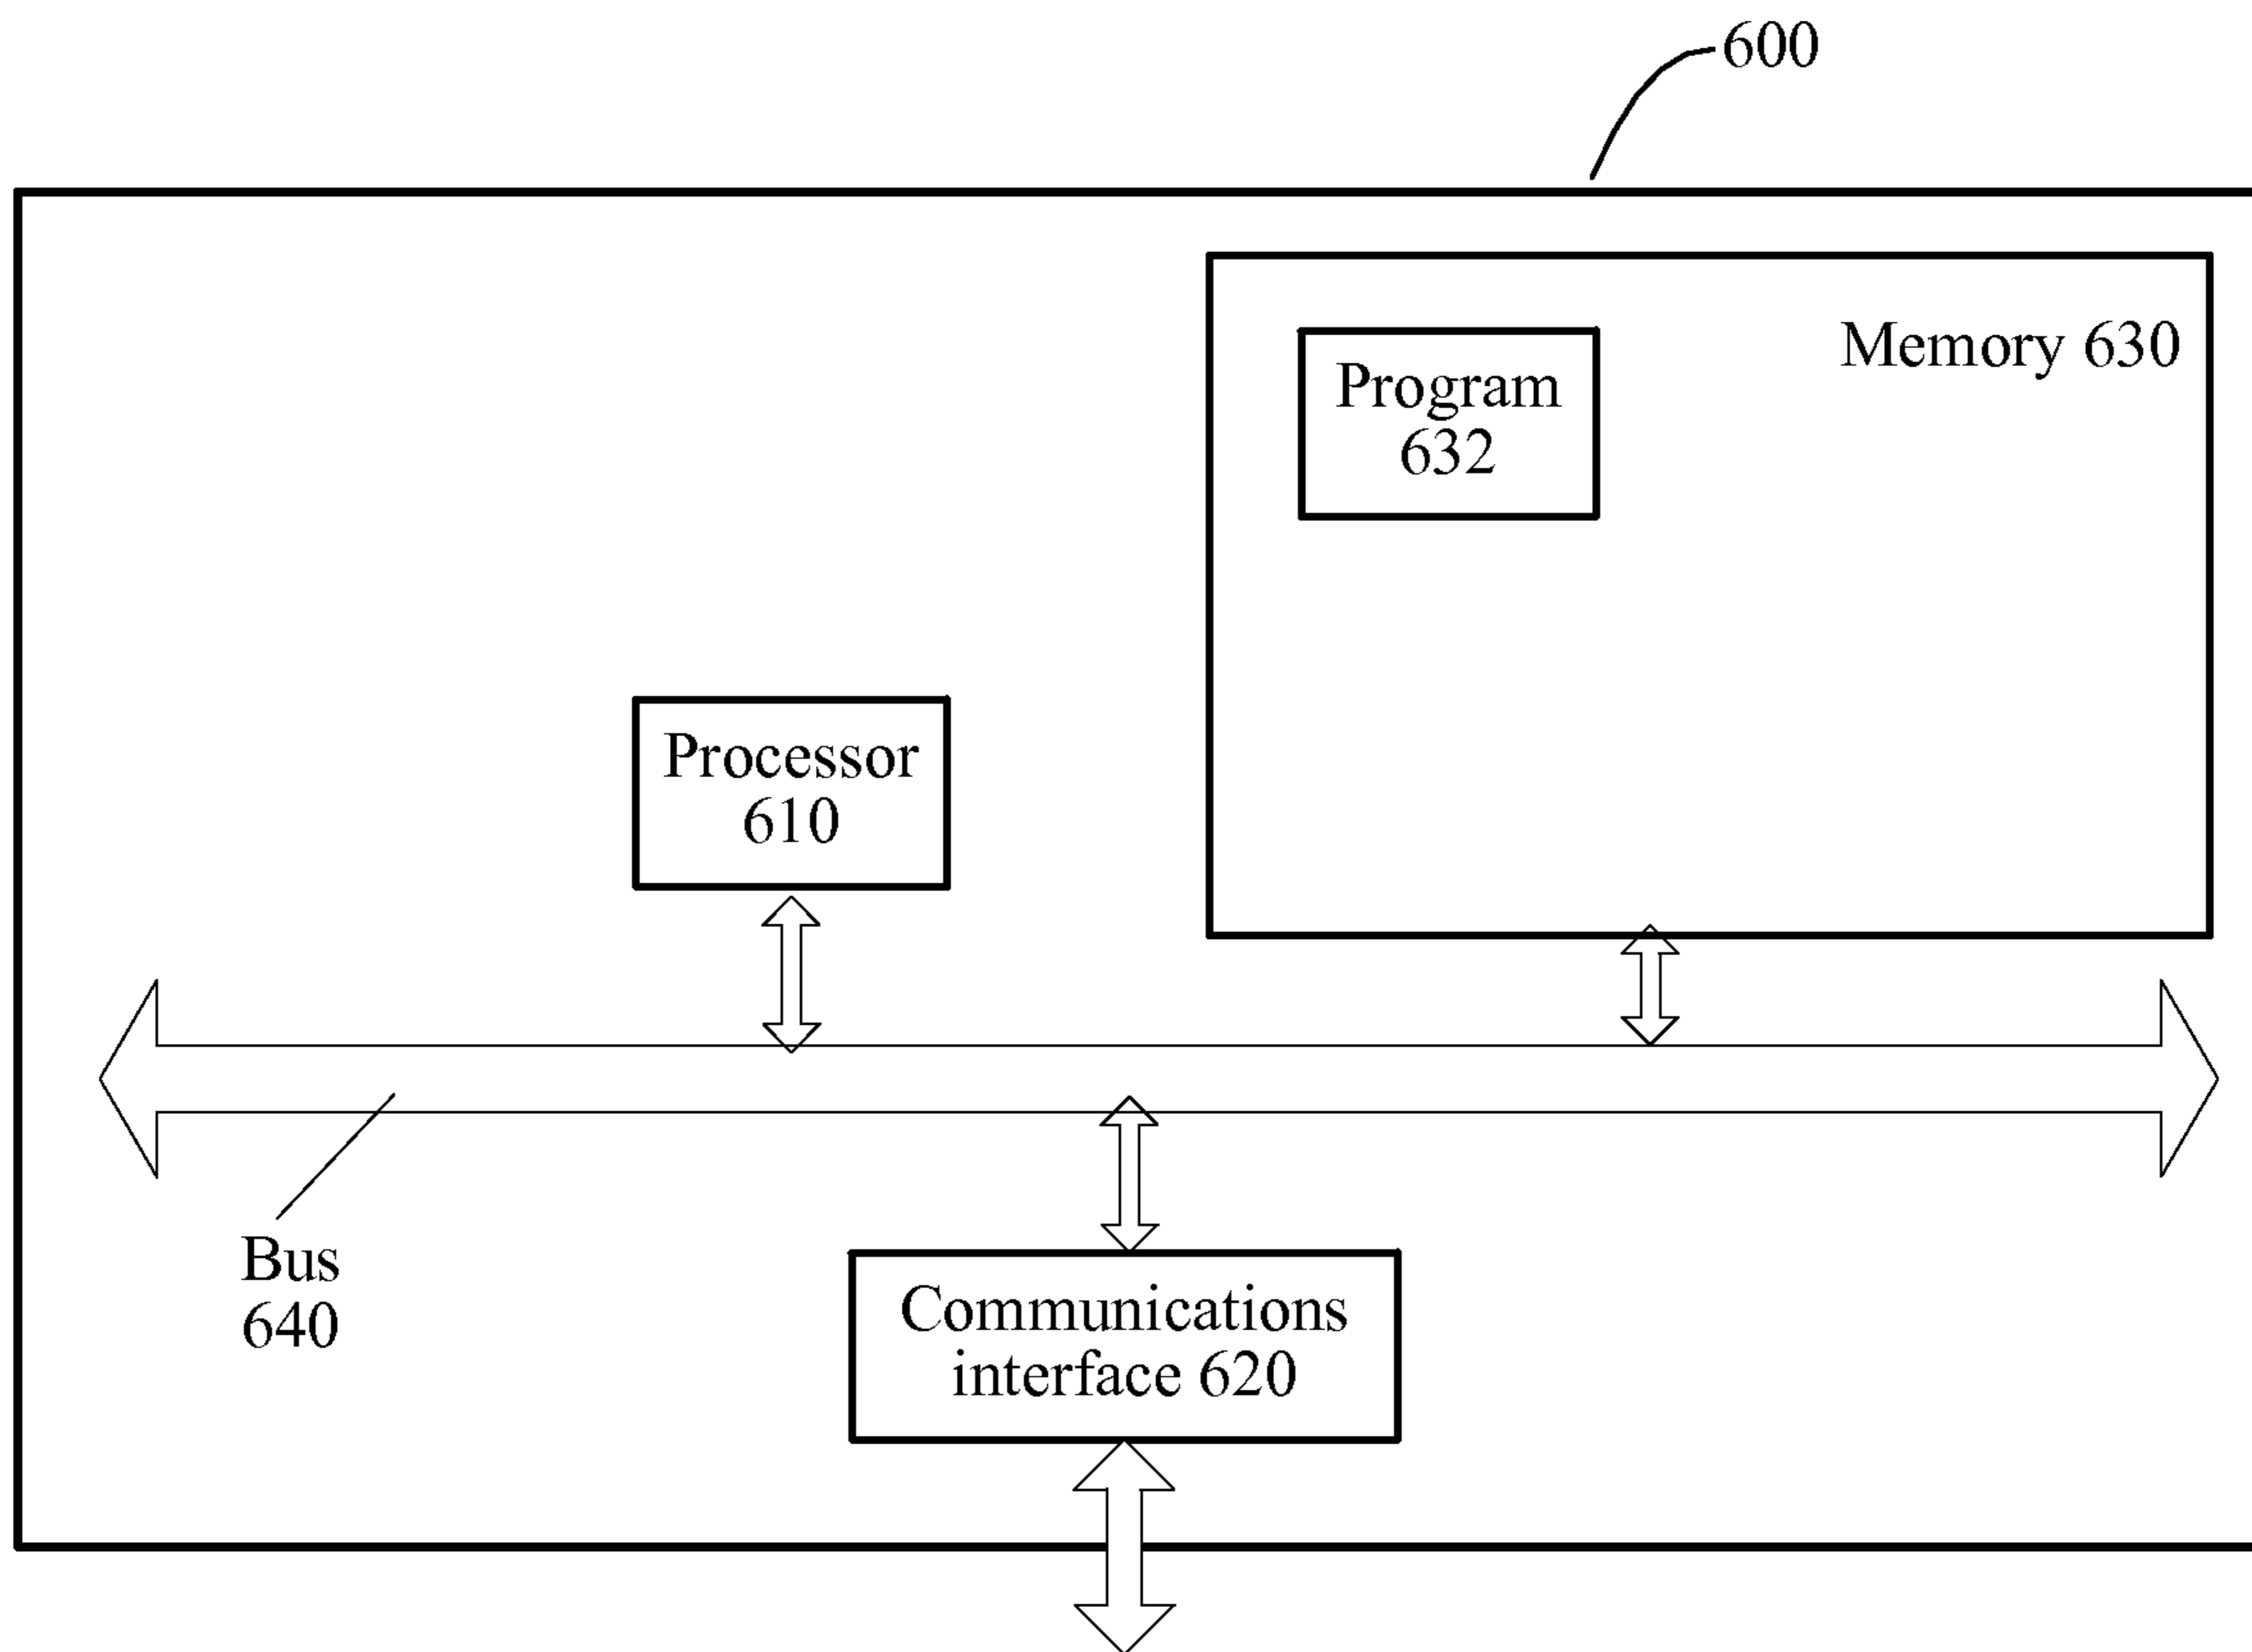 600
Memory 630
Program
632
Processor
610
Bus
640
Communications
interface 620